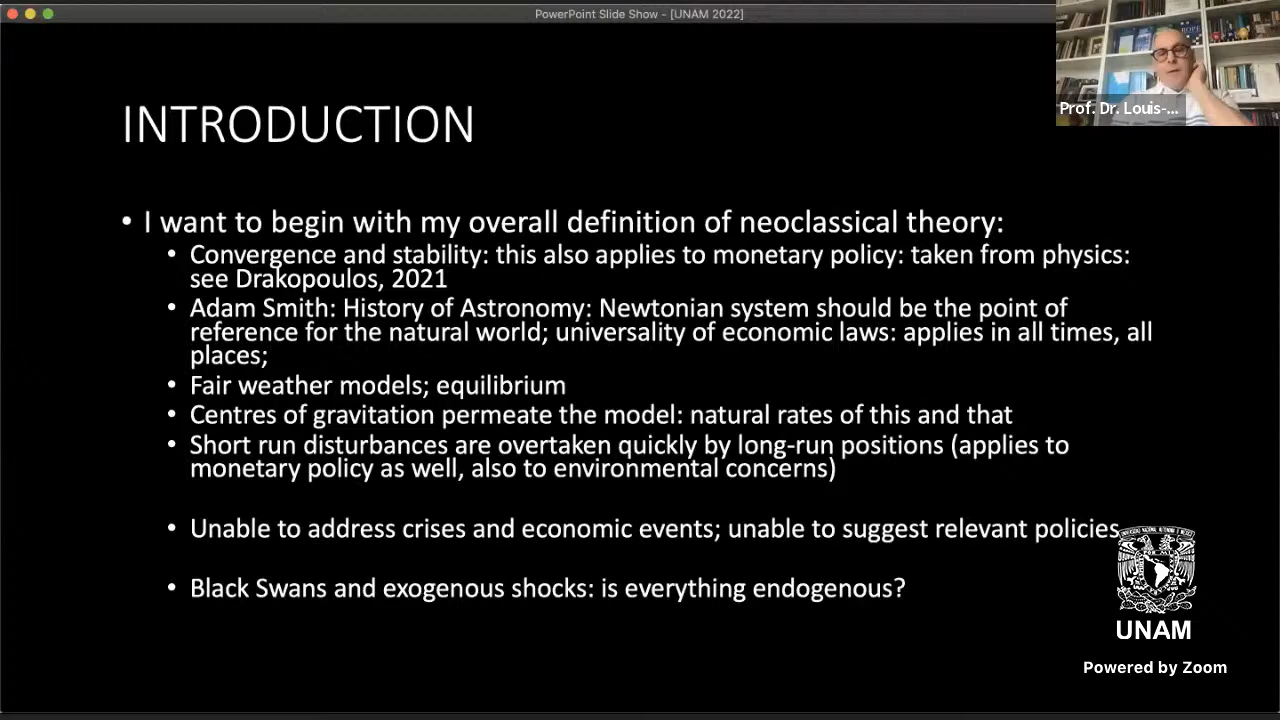 PowerPoint Slide Show - [UNAM 2022]
Prof. Dr. Louis-...
INTRODUCTION
• I want to begin with my overall definition of neoclassical theory:
• Convergence and stability: this also applies to monetary policy: taken from physics:
see Drakopoulos, 2021
• Adam Smith: History of Astronomy: Newtonian system should be the point of
reference for the natural world; universality of economic laws: applies in all times, all
places;
• Fair weather models; equilibrium
• Centres of gravitation permeate the model: natural rates of this and that
• Short run disturbances are overtaken quickly by long-run positions (applies to
monetary policy as well, also to environmental concerns)
• Unable to address crises and economic events; unable to suggest relevant policies
• Black Swans and exogenous shocks: is everything endogenous?
UNAM
Powered by Zoom